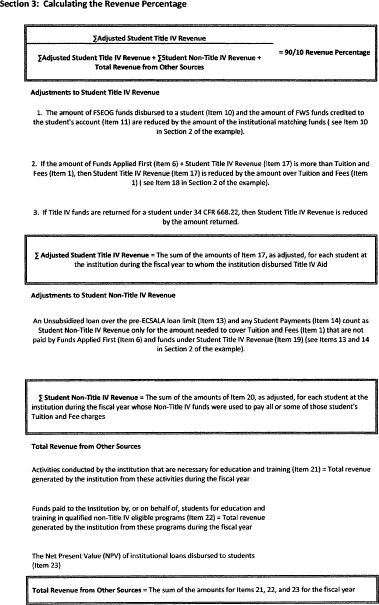 Section 3: Calculating the Revenue Percentage
∑Adjusted Student Title IV Revenue
∑Adjusted Student Title IV Revenue + ∑Student Non-Title IV Revenue +
Total Revenue from Other Sources
= 90/10 Revenue Percentage
Adjustments to Student Title IV Revenue
1. The amount of FSEOG funds disbursed to a student (Item 10) and the amount of FWS funds credited to
the student's account (Item 11) are reduced by the amount of the institutional matching funds ( see Item 10
in Section 2 of the example).
2. If the amount of Funds Applied First (Item 6) + Student Title IV Revenue (Item 17) is more than Tuition and
Fees (Item 1), then Student Title IV Revenue (Item 17) is reduced by the amount over Tuition and Fees (Item
1) ( see Item 18 in Section 2 of the example).
3. If Title IV funds are returned for a student under 34 CFR 668.22, then Student Title IV Revenue is reduced
by the amount returned.
∑ Adjusted Student Title IV Revenue = The sum of the amounts of Item 17, as adjusted, for each student at
the institution during the fiscal year to whom the institution disbursed Title IV Aid
Adjustments to Student Non-Title IV Revenue
An Unsubsidized loan over the pre-ECSALA loan limit (Item 13) and any Student Payments (Item 14) count as
Student Non-Title IV Revenue only for the amount needed to cover Tuition and Fees (Item 1) that are not
paid by Funds Applied First (Item 6) and funds under Student Title IV Revenue (Item 19) (see Items 13 and 14
in Section 2 of the example).
∑ Student Non-Title IV Revenue = The sum of the amounts of Item 20, as adjusted, for each student at the
institution during the fiscal year whose Non-Title IV funds were used to pay all or some of those student's
Tuition and Fee charges
Total Revenue from Other Sources
Activities conducted by the institution that are necessary for education and training (Item 21) = Total revenue
generated by the institution from these activities during the fiscal year
Funds paid to the institution by, or on behalf of, students for education and
training in qualified non-Title IV eligible programs (Item 22) = Total revenue
generated by the institution from these programs during the fiscal year
The Net Present Value (NPV) of institutional loans disbursed to students
(Item 23)
Total Revenue from Other Sources = The sum of the amounts for Items 21, 22, and 23 for the fiscal year